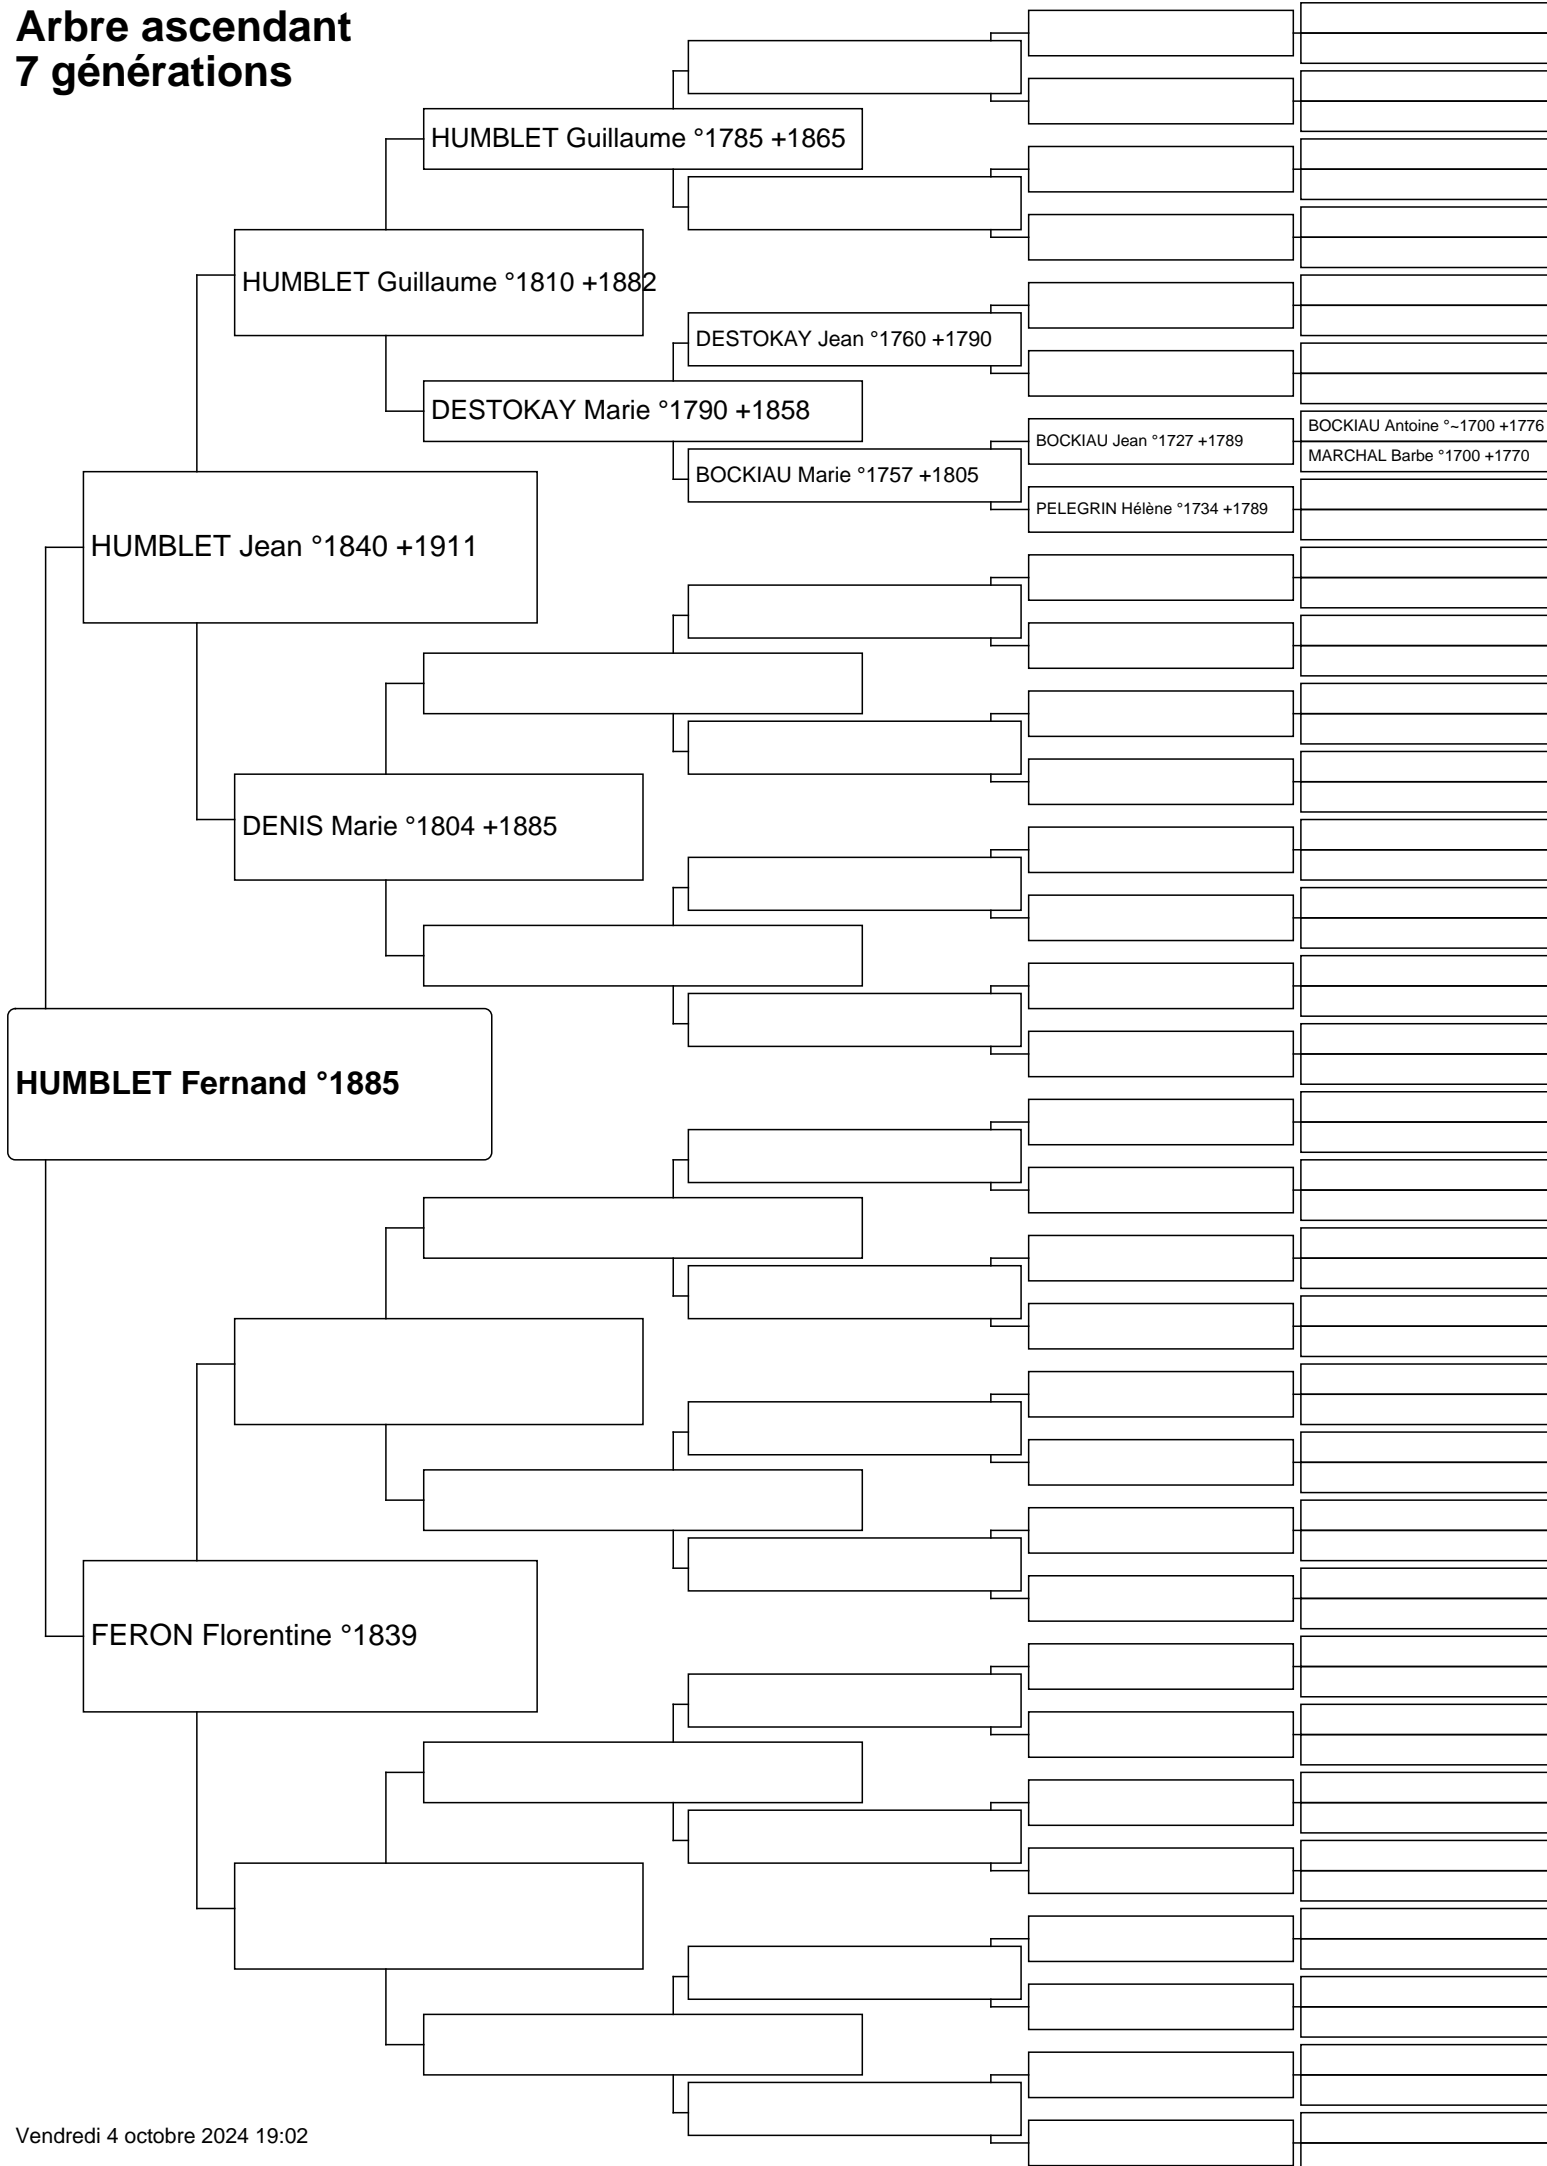 Arbre ascendant
7 générations
HUMBLET Guillaume °1785 +1865
HUMBLET Guillaume °1810 +1882
DESTOKAY Jean °1760 +1790
DESTOKAY Marie °1790 +1858
BOCKIAU Antoine °~1700 +1776
BOCKIAU Jean °1727 +1789
MARCHAL Barbe °1700 +1770
BOCKIAU Marie °1757 +1805
PELEGRIN Hélène °1734 +1789
HUMBLET Jean °1840 +1911
DENIS Marie °1804 +1885
HUMBLET Fernand °1885
FERON Florentine °1839
Vendredi 4 octobre 2024 19:02